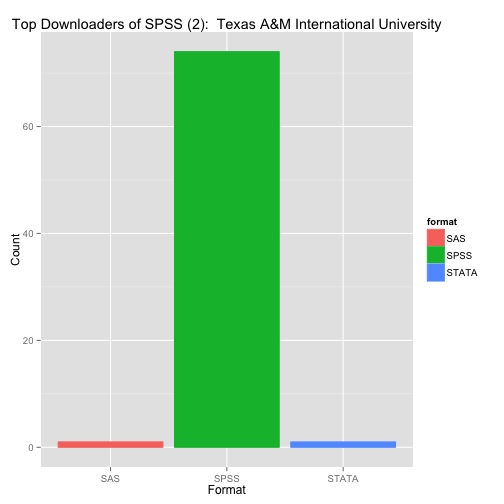 Top Downloaders of SPSS (2):  Texas A&M International University
60
40
20
0
Count
SAS SPSS STATA
Format
format
SAS
SPSS
STATA